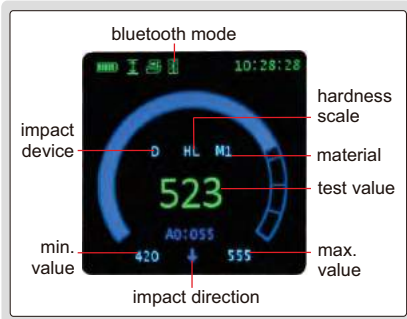 bluetooth mode
10:28:28
hardness
scale
impact
device
D HL M1
material
523
test value
A0:055
min.
value
420
555
max.
value
impact direction